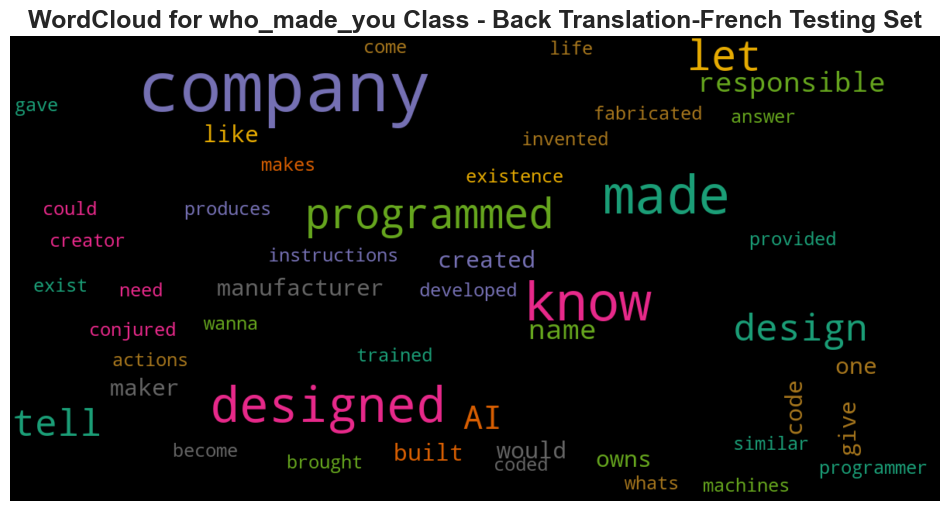 WordCloud for who_made_you Class - Back Translation-French Testing Set
come
life
let
company
responsible
gave
fabricated
answer
like
invented
makes
existence
made
could
produces
programmed
creator
provided
instructions
created
exist
need
manufacturer
developed
know
conjured
wanna
name
design
actions
trained
one
maker
designed
AI
code
give
tell
become
brought
built
would
coded
owns
similar
programmer
whats
machines